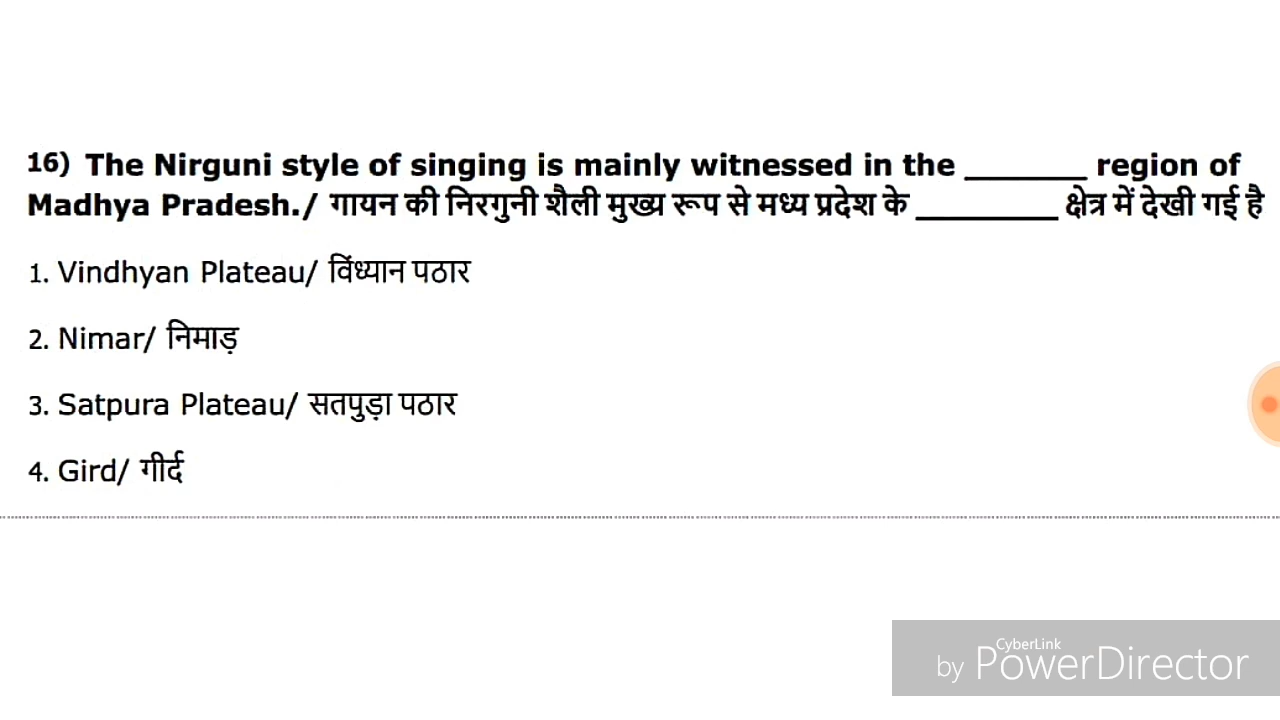 16) The Nirguni style of singing is mainly witnessed in the _______ region of
Madhya Pradesh./ गायन की निरगुनी शैली मुख्य रूप से मध्य प्रदेश के _________ क्षेत्र में देखी गई है
1. Vindhyan Plateau/ विंध्यान पठार
2. Nimar/ निमाड़
3. Satpura Plateau/ सतपुड़ा पठार
4. Gird/ गीर्द
CyberLink
by PowerDirector